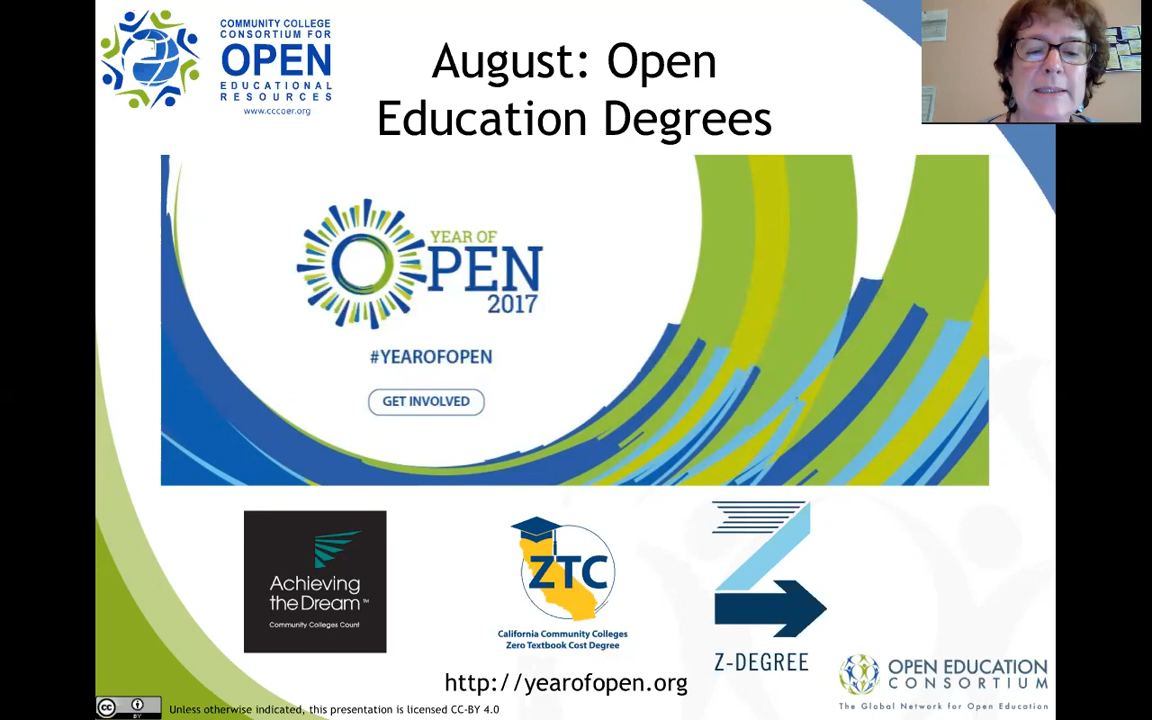 COMMUNITY COLLEGE
CONSORTIUM FOR
OPEN
EDUCATIONAL
RESOURCES
www.cccoer.org
August: Open
Education Degrees
YEAR OF
OPEN
2017
#YEAROFOPEN
GET INVOLVED
Achieving
the Dream™
Community Colleges Count
ZTC
California Community Colleges
Zero Textbook Cost Degree
Z-DEGREE
http://yearofopen.org
OPEN EDUCATION
CONSORTIUM
The Global Network for Open Education
cc
BY
Unless otherwise indicated, this presentation is licensed CC-BY 4.0